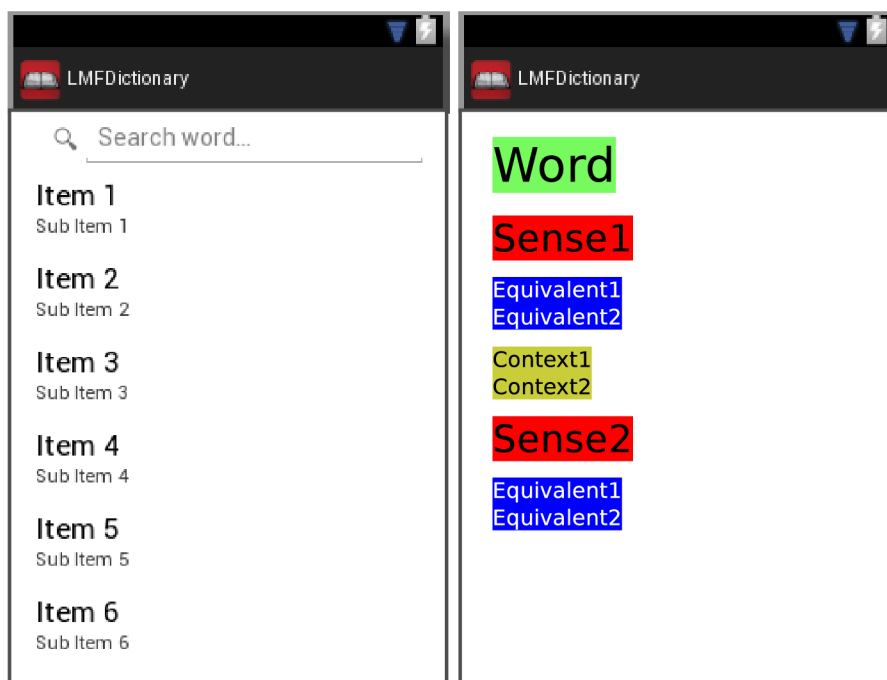 LMFDictionary
Search word...
Item 1
Sub Item 1
Item 2
Sub Item 2
Item 3
Sub Item 3
Item 4
Sub Item 4
Item 5
Sub Item 5
Item 6
Sub Item 6
LMFDictionary
Word
Sense1
Equivalent1
Equivalent2
Context1
Context2
Sense2
Equivalent1
Equivalent2